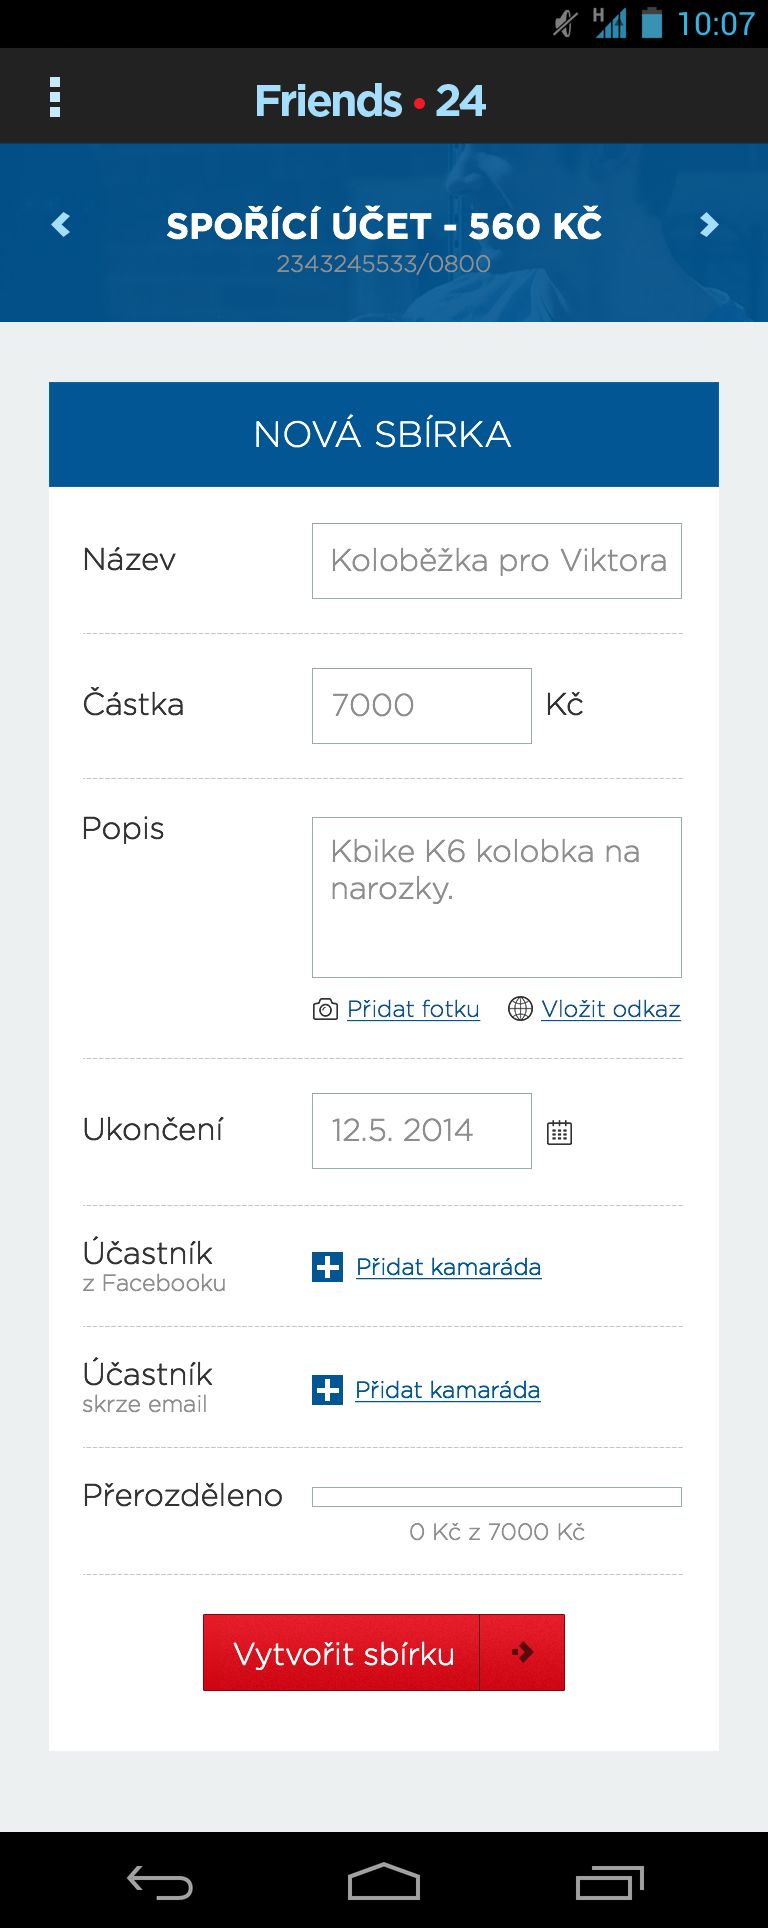 H 10:07
Friends • 24
SPOŘÍCÍ ÚČET - 560 KČ
2343245533/0800
NOVÁ SBÍRKA
Název Koloběžka pro Viktora
Částka 7000 Kč
Popis Kbike K6 kolobka na
narozky.
Přidat fotku Vložit odkaz
Ukončení 12.5. 2014
Účastník
z Facebooku
Přidat kamaráda
Účastník
skrze email
Přidat kamaráda
Přerozděleno
0 Kč z 7000 Kč
Vytvořit sbírku